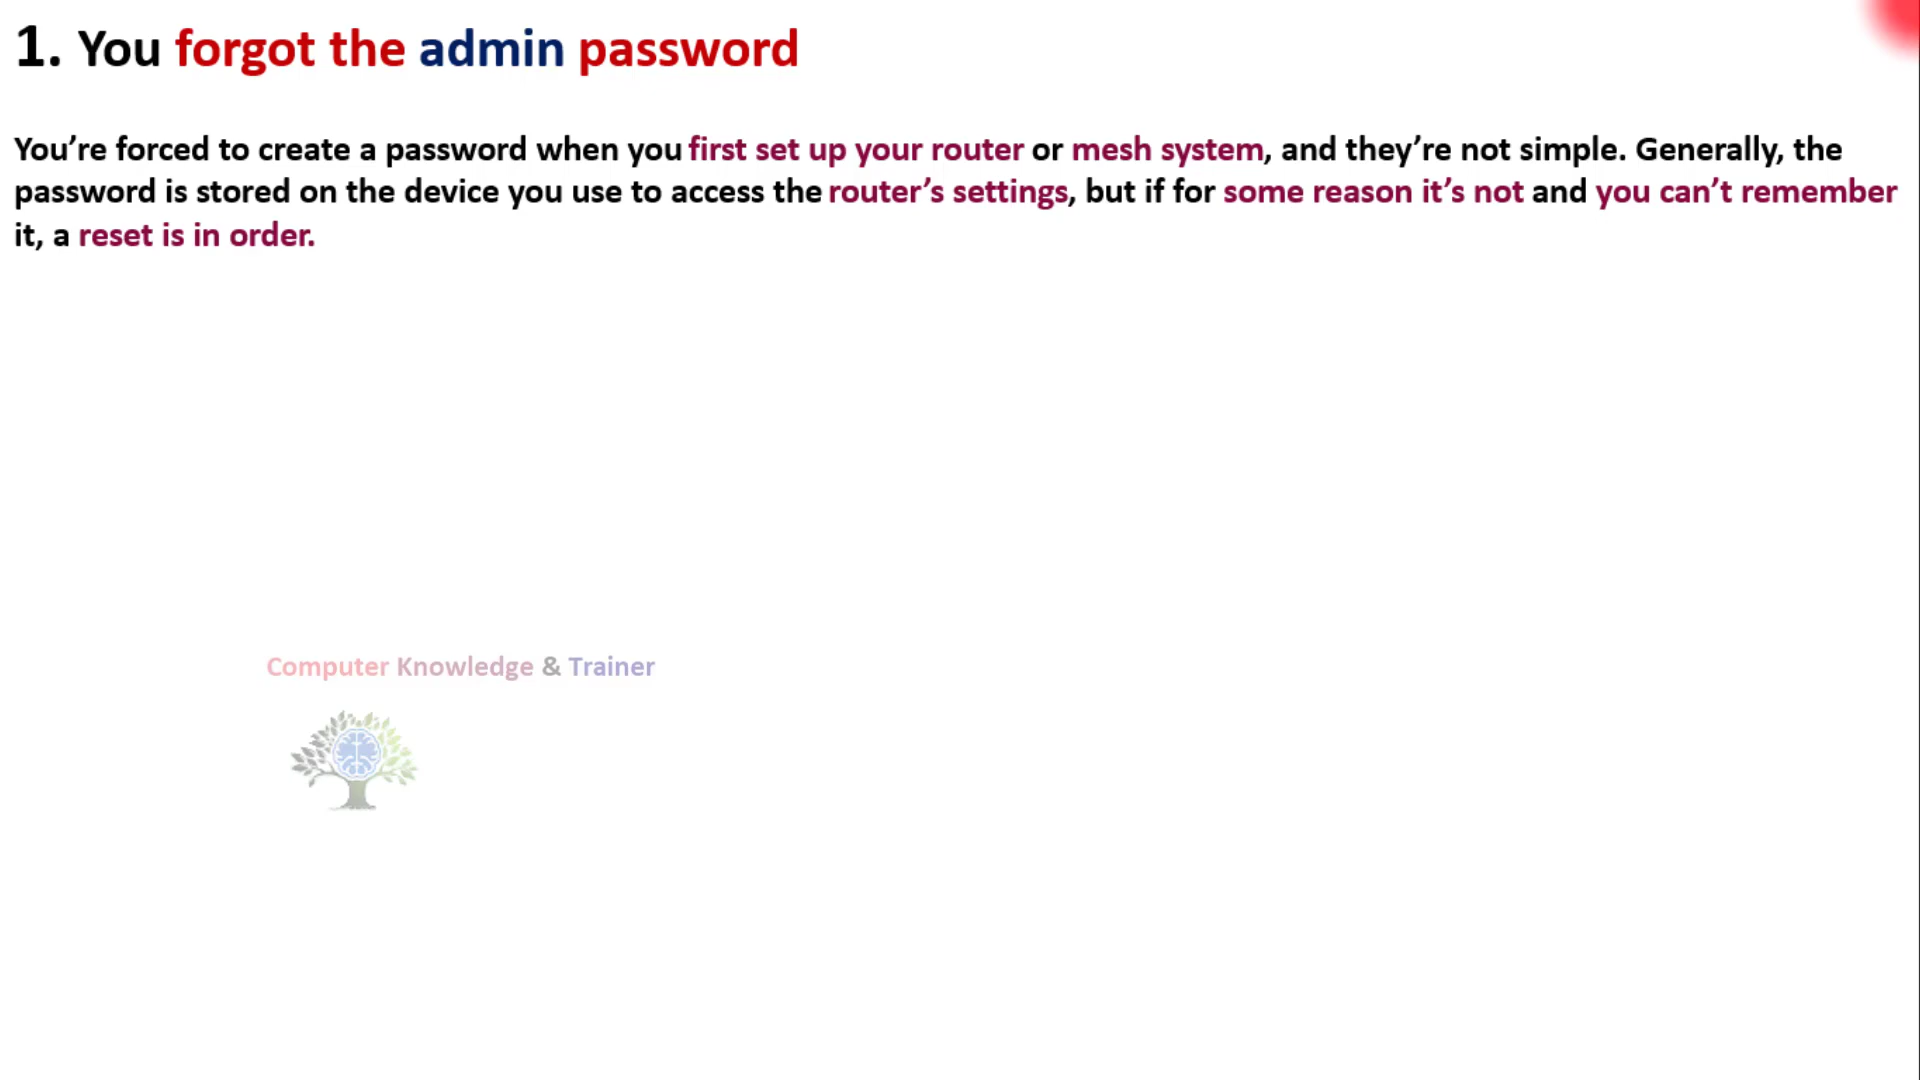 1. You forgot the admin password
You’re forced to create a password when you first set up your router or mesh system, and they’re not simple. Generally, the
password is stored on the device you use to access the router’s settings, but if for some reason it’s not and you can’t remember
it, a reset is in order.
Computer Knowledge & Trainer